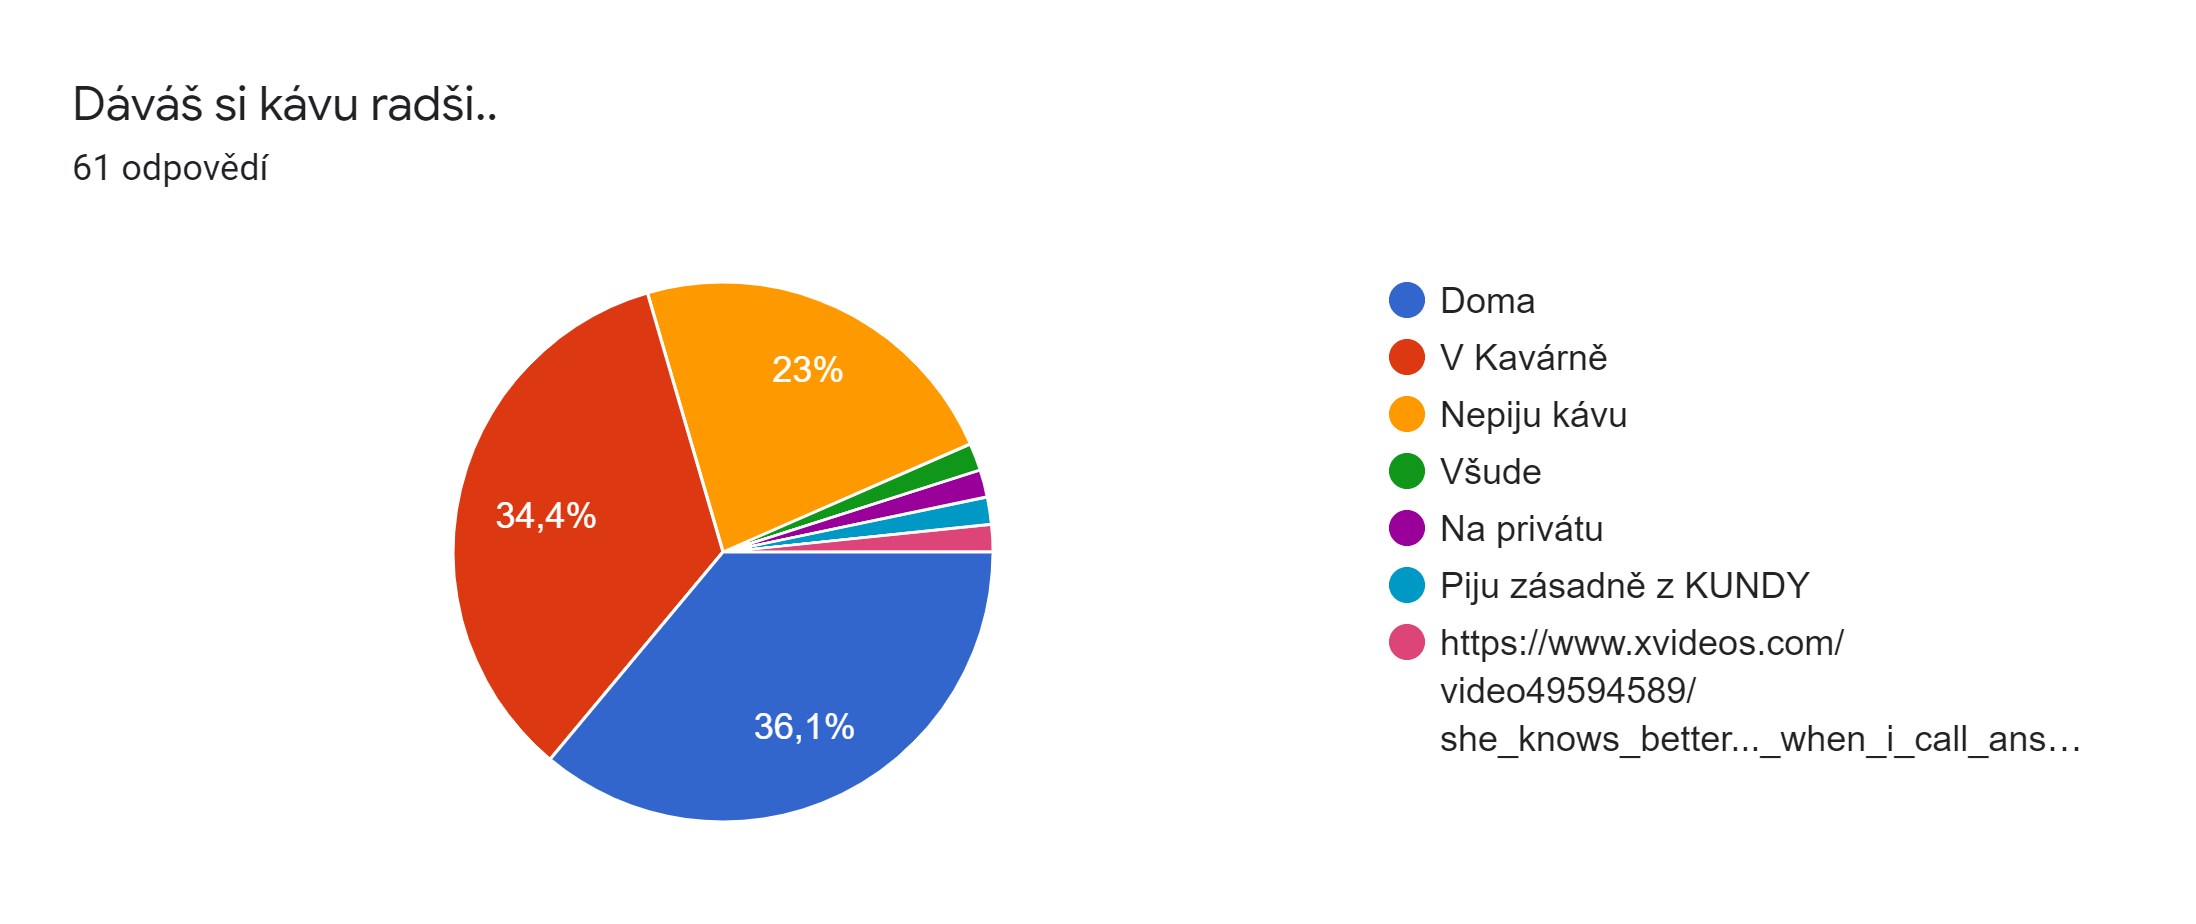 Dáváš si kávu radši..
61 odpovědí
23%
34,4%
36,1%
Doma
V Kavárně
Nepiju kávu
Všude
Na privátu
Piju zásadně z KUNDY
https://www.xvideos.com/
video49594589/
she_knows_better..._when_i_call_ans…